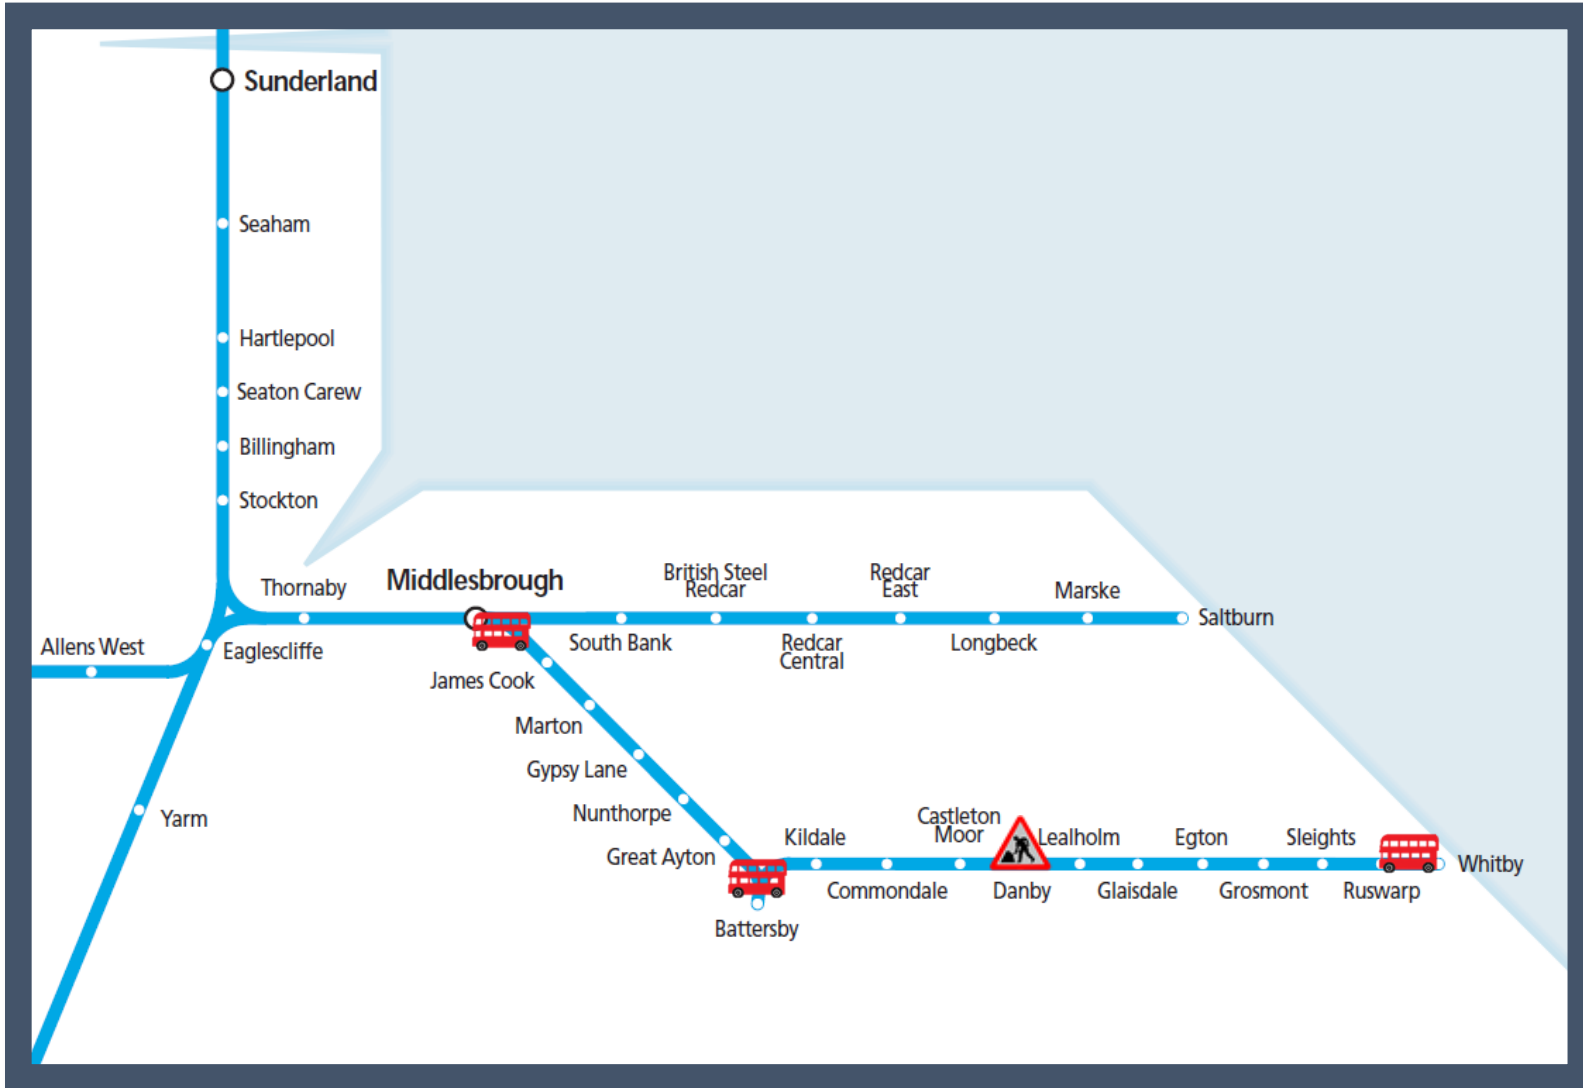 Sunderland
Seaham
Hartlepool
Seaton Carew
Billingham
Stockton
Thornaby
Middlesbrough
British Steel
Redcar
Redcar
East
Marske
Saltburn
Allens West
Eaglescliffe
South Bank
Redcar
Central
Longbeck
James Cook
Marton
Gypsy Lane
Nunthorpe
Great Ayton
Yarm
Kildale
Castleton
Moor
Lealholm
Egton
Sleights
Whitby
Commondale
Danby
Glaisdale
Grosmont
Ruswarp
Battersby